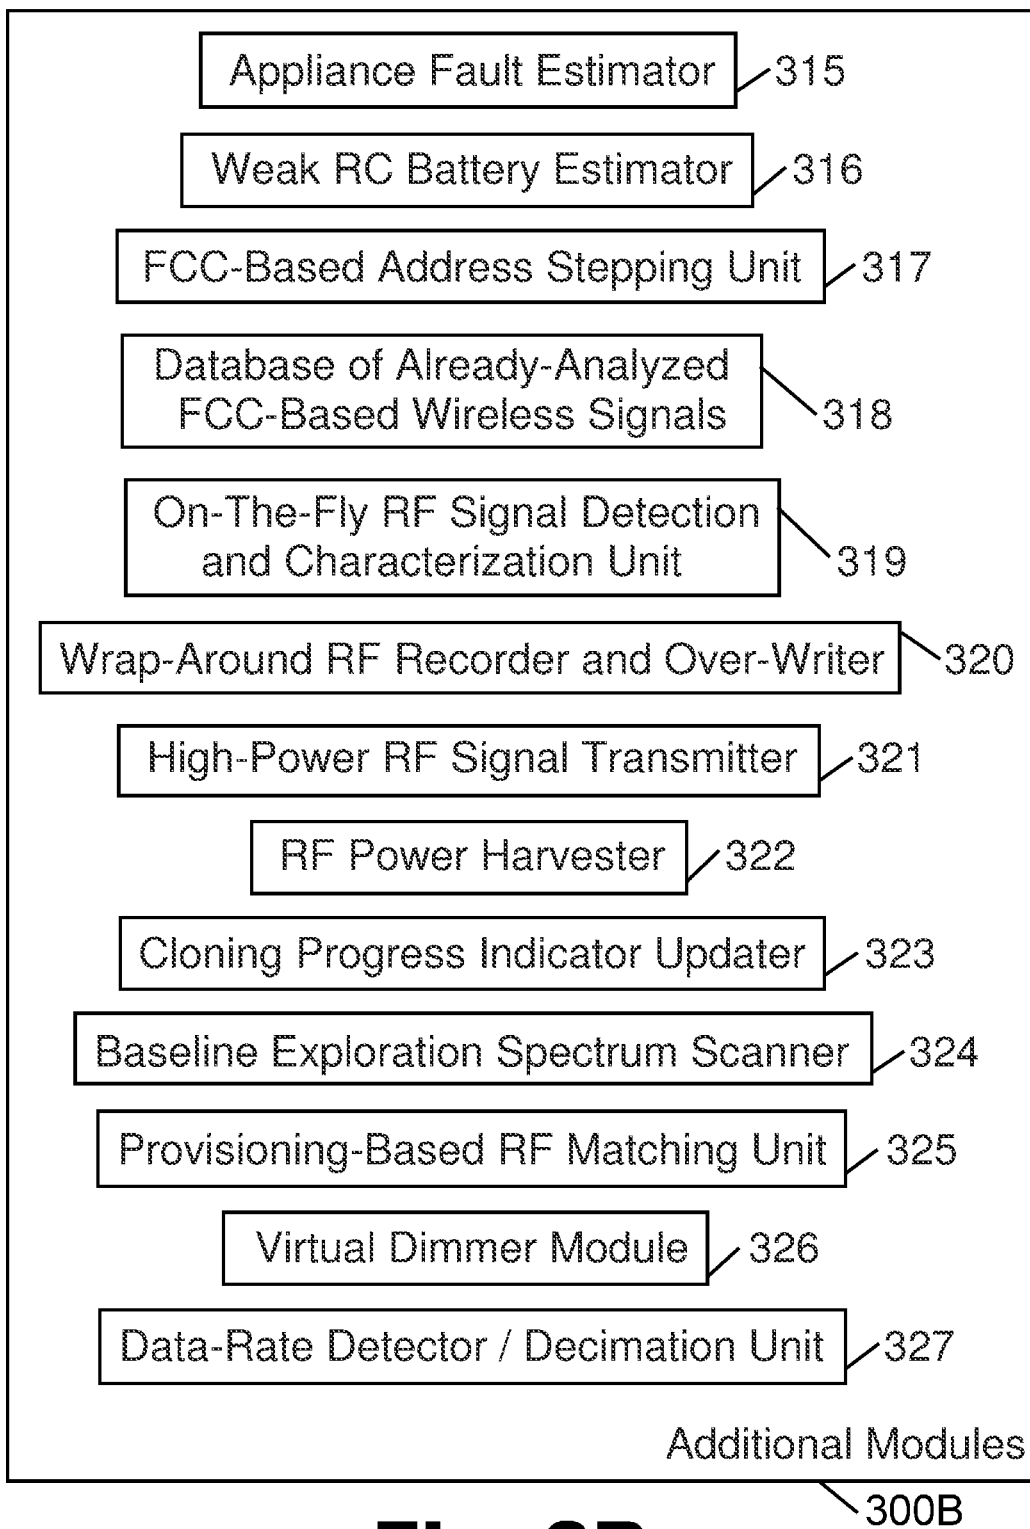 Appliance Fault Estimator 315
Weak RC Battery Estimator 316
FCC-Based Address Stepping Unit 317
Database of Already-Analyzed
FCC-Based Wireless Signals 318
On-The-Fly RF Signal Detection
and Characterization Unit 319
Wrap-Around RF Recorder and Over-Writer 320
High-Power RF Signal Transmitter 321
RF Power Harvester 322
Cloning Progress Indicator Updater 323
Baseline Exploration Spectrum Scanner 324
Provisioning-Based RF Matching Unit 325
Virtual Dimmer Module 326
Data-Rate Detector / Decimation Unit 327
Additional Modules
300B